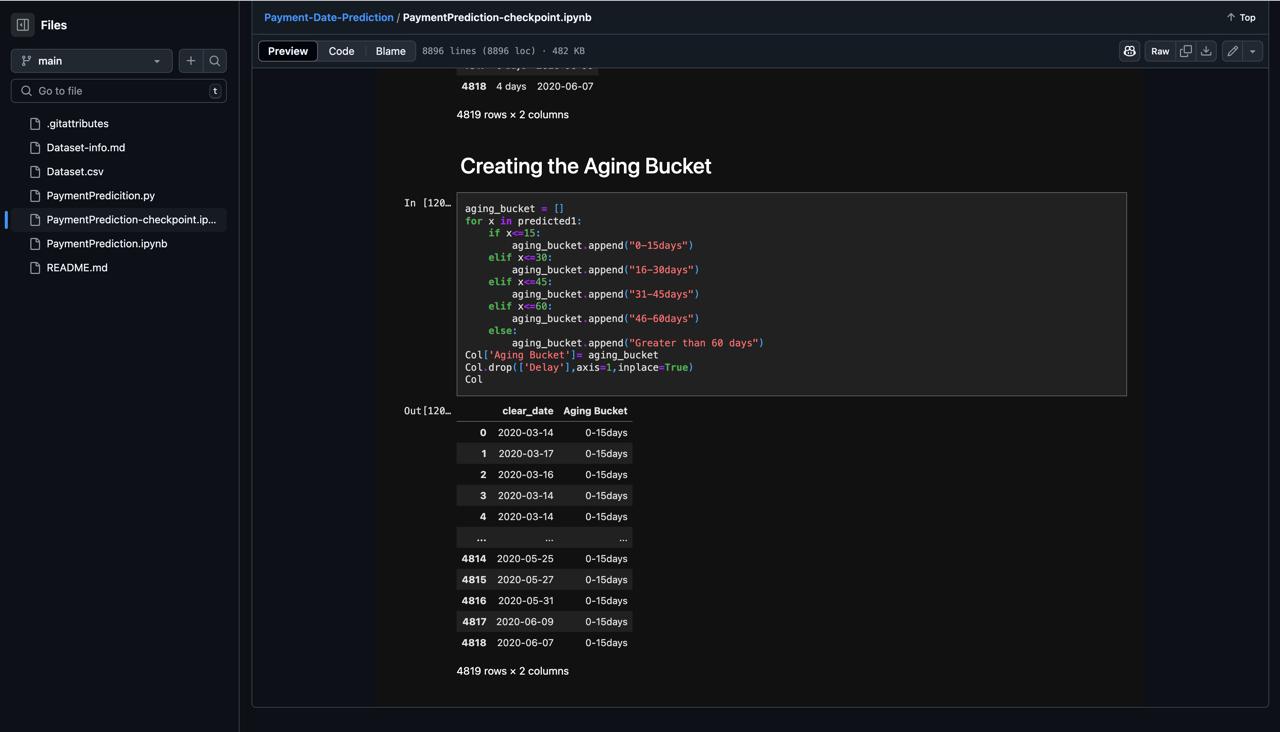 Files
main
Go to file
t
.gitattributes
Dataset-info.md
Dataset.csv
PaymentPredicition.py
PaymentPrediction-checkpoint.ip...
PaymentPrediction.ipynb
README.md
Payment-Date-Prediction / PaymentPrediction-checkpoint.ipynb
Top
Preview Code Blame 8896 lines (8896 loc) · 482 KB
Raw
4818 4 days 2020-06-07
4819 rows × 2 columns
Creating the Aging Bucket
In [120…
aging_bucket = []
for x in predicted1:
    if x<=15:
        aging_bucket.append("0-15days")
    elif x<=30:
        aging_bucket.append("16-30days")
    elif x<=45:
        aging_bucket.append("31-45days")
    elif x<=60:
        aging_bucket.append("46-60days")
    else:
        aging_bucket.append("Greater than 60 days")
Col['Aging Bucket']= aging_bucket
Col.drop(['Delay'],axis=1,inplace=True)
Col
Out[120…
clear_date Aging Bucket
0 2020-03-14 0-15days
1 2020-03-17 0-15days
2 2020-03-16 0-15days
3 2020-03-14 0-15days
4 2020-03-14 0-15days
... ... ...
4814 2020-05-25 0-15days
4815 2020-05-27 0-15days
4816 2020-05-31 0-15days
4817 2020-06-09 0-15days
4818 2020-06-07 0-15days
4819 rows × 2 columns